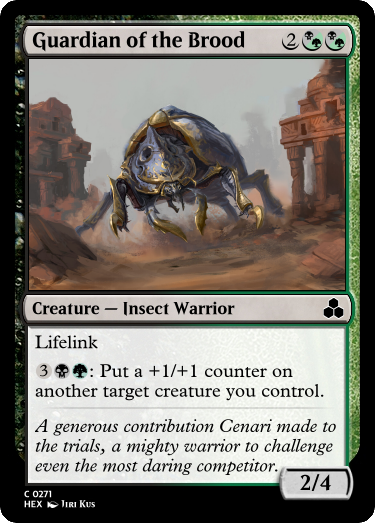 Guardian of the Brood 2
Creature — Insect Warrior
Lifelink
3: Put a +1/+1 counter on
another target creature you control.
A generous contribution Cenari made to
the trials, a mighty warrior to challenge
even the most daring competitor.
2/4
C 0271
HEX Jiri Kus